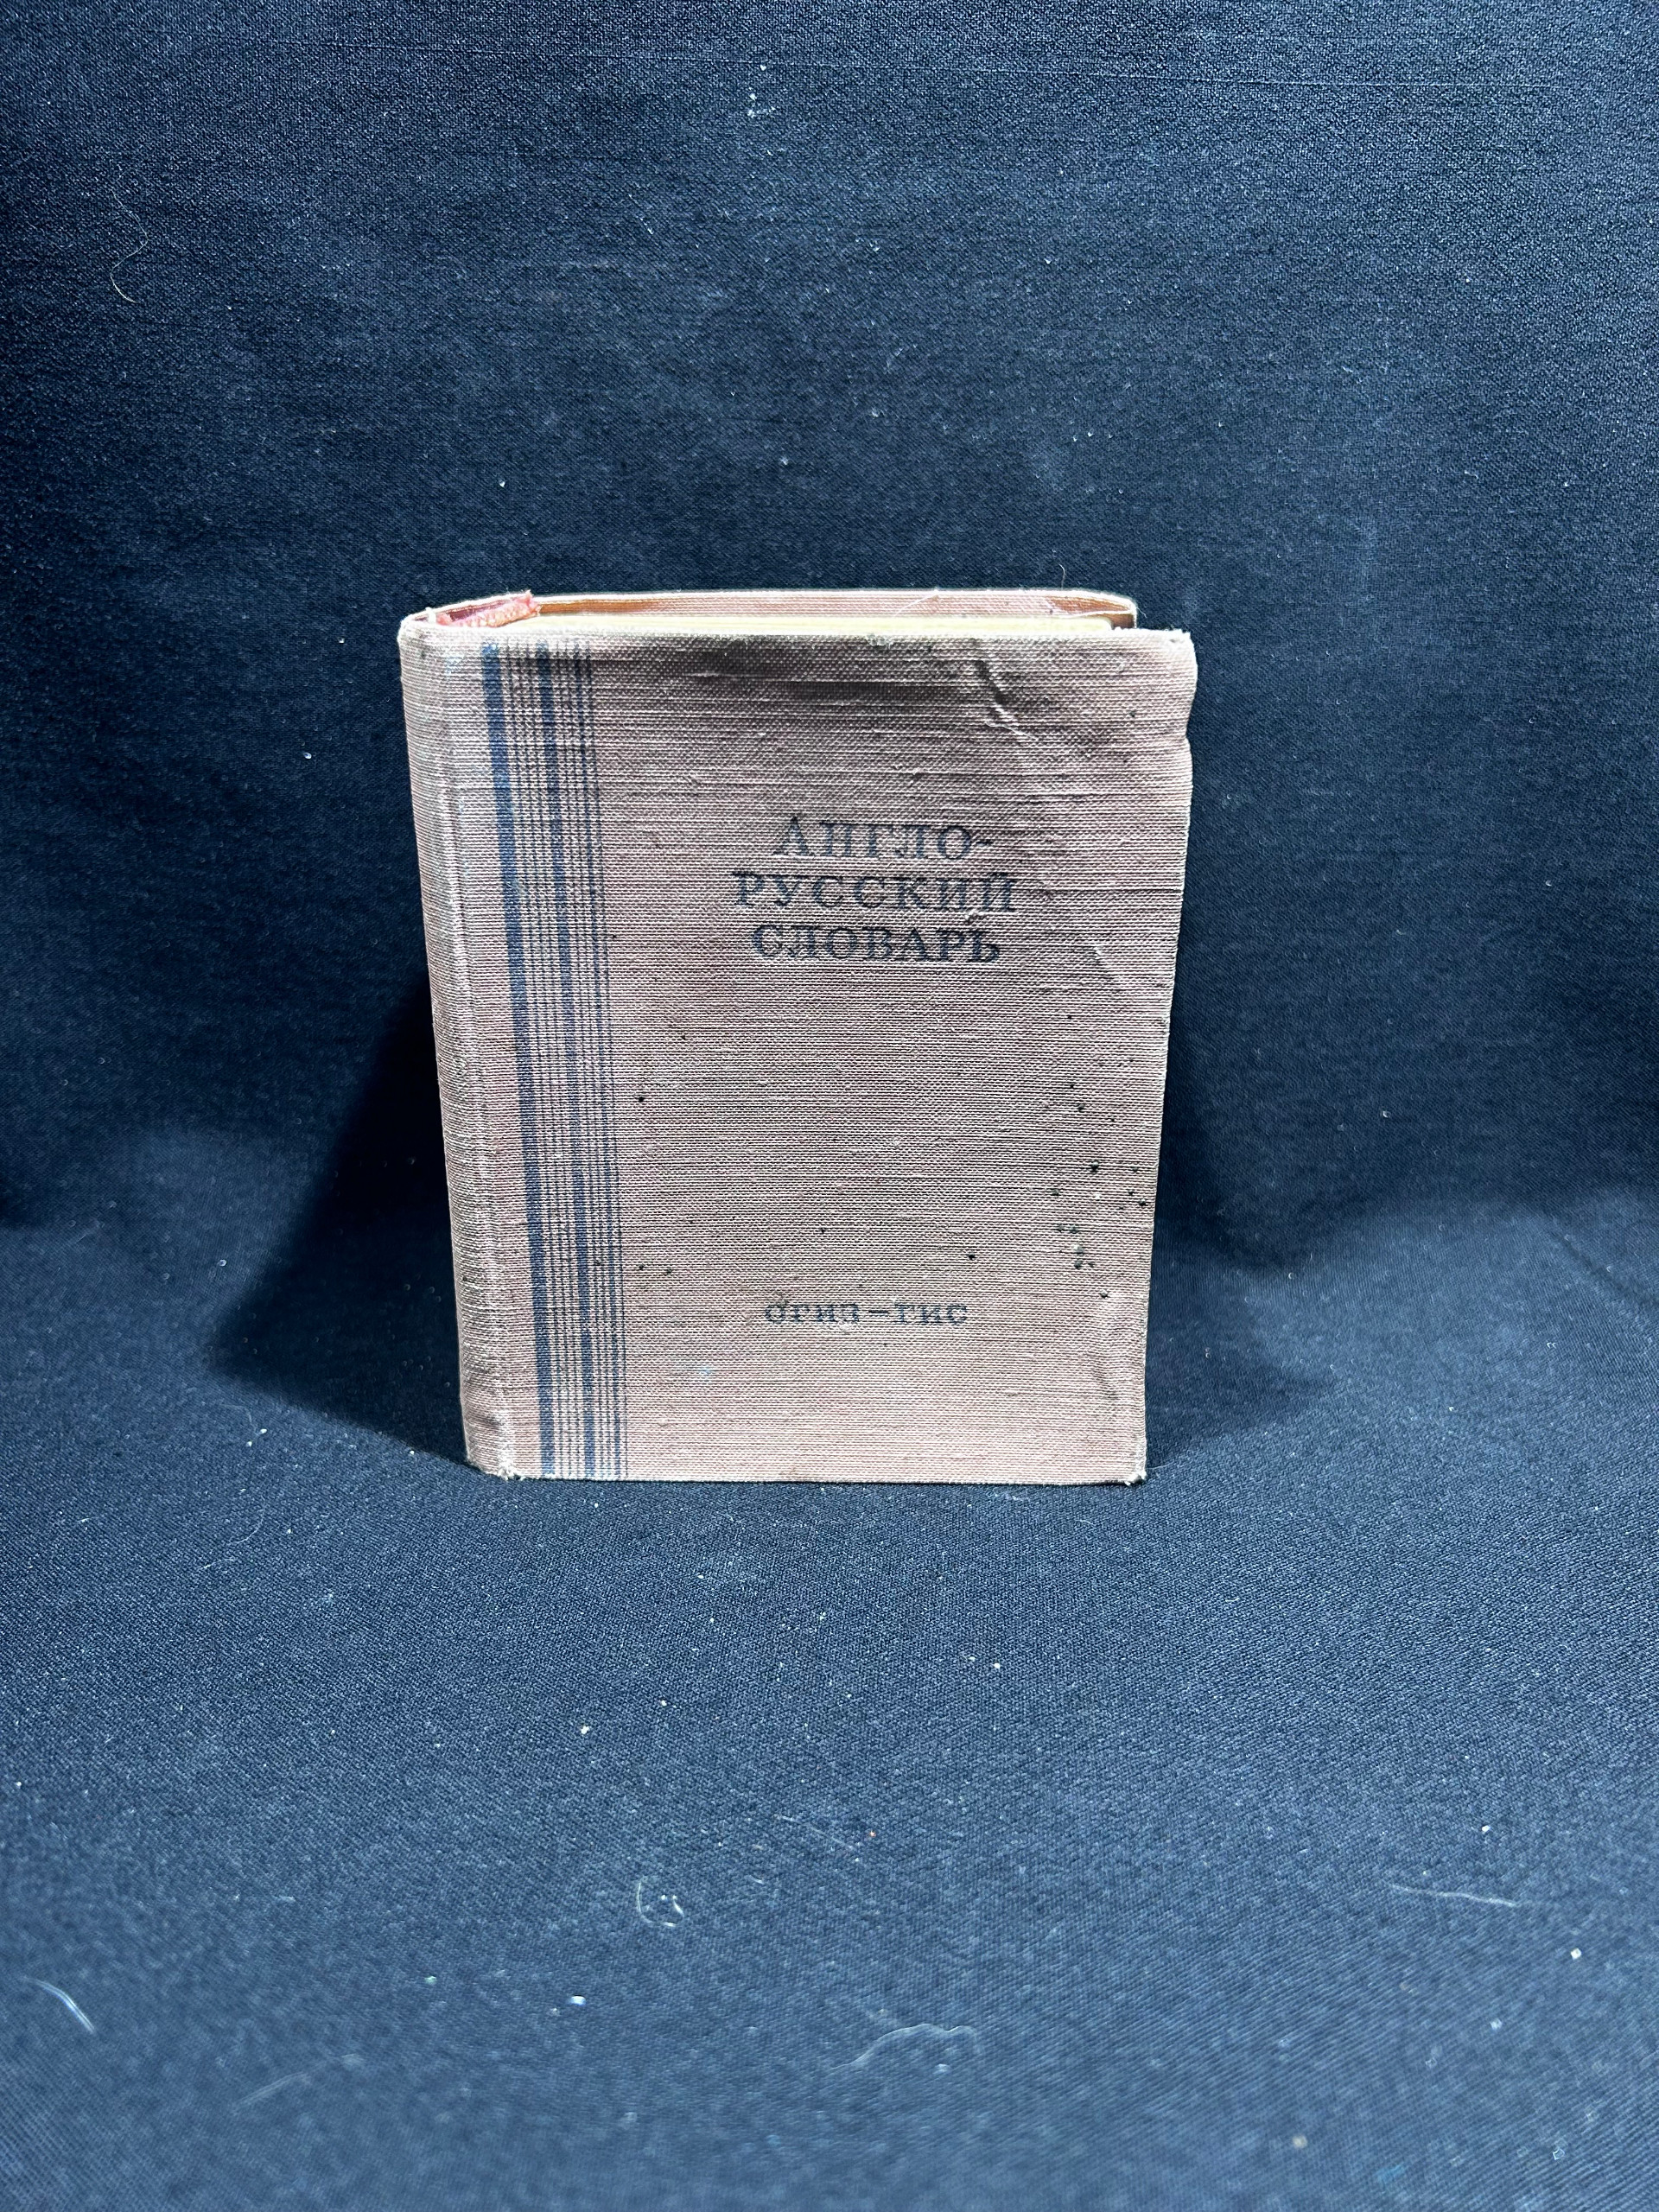 Англо-
русский
словарь
огиз–гис